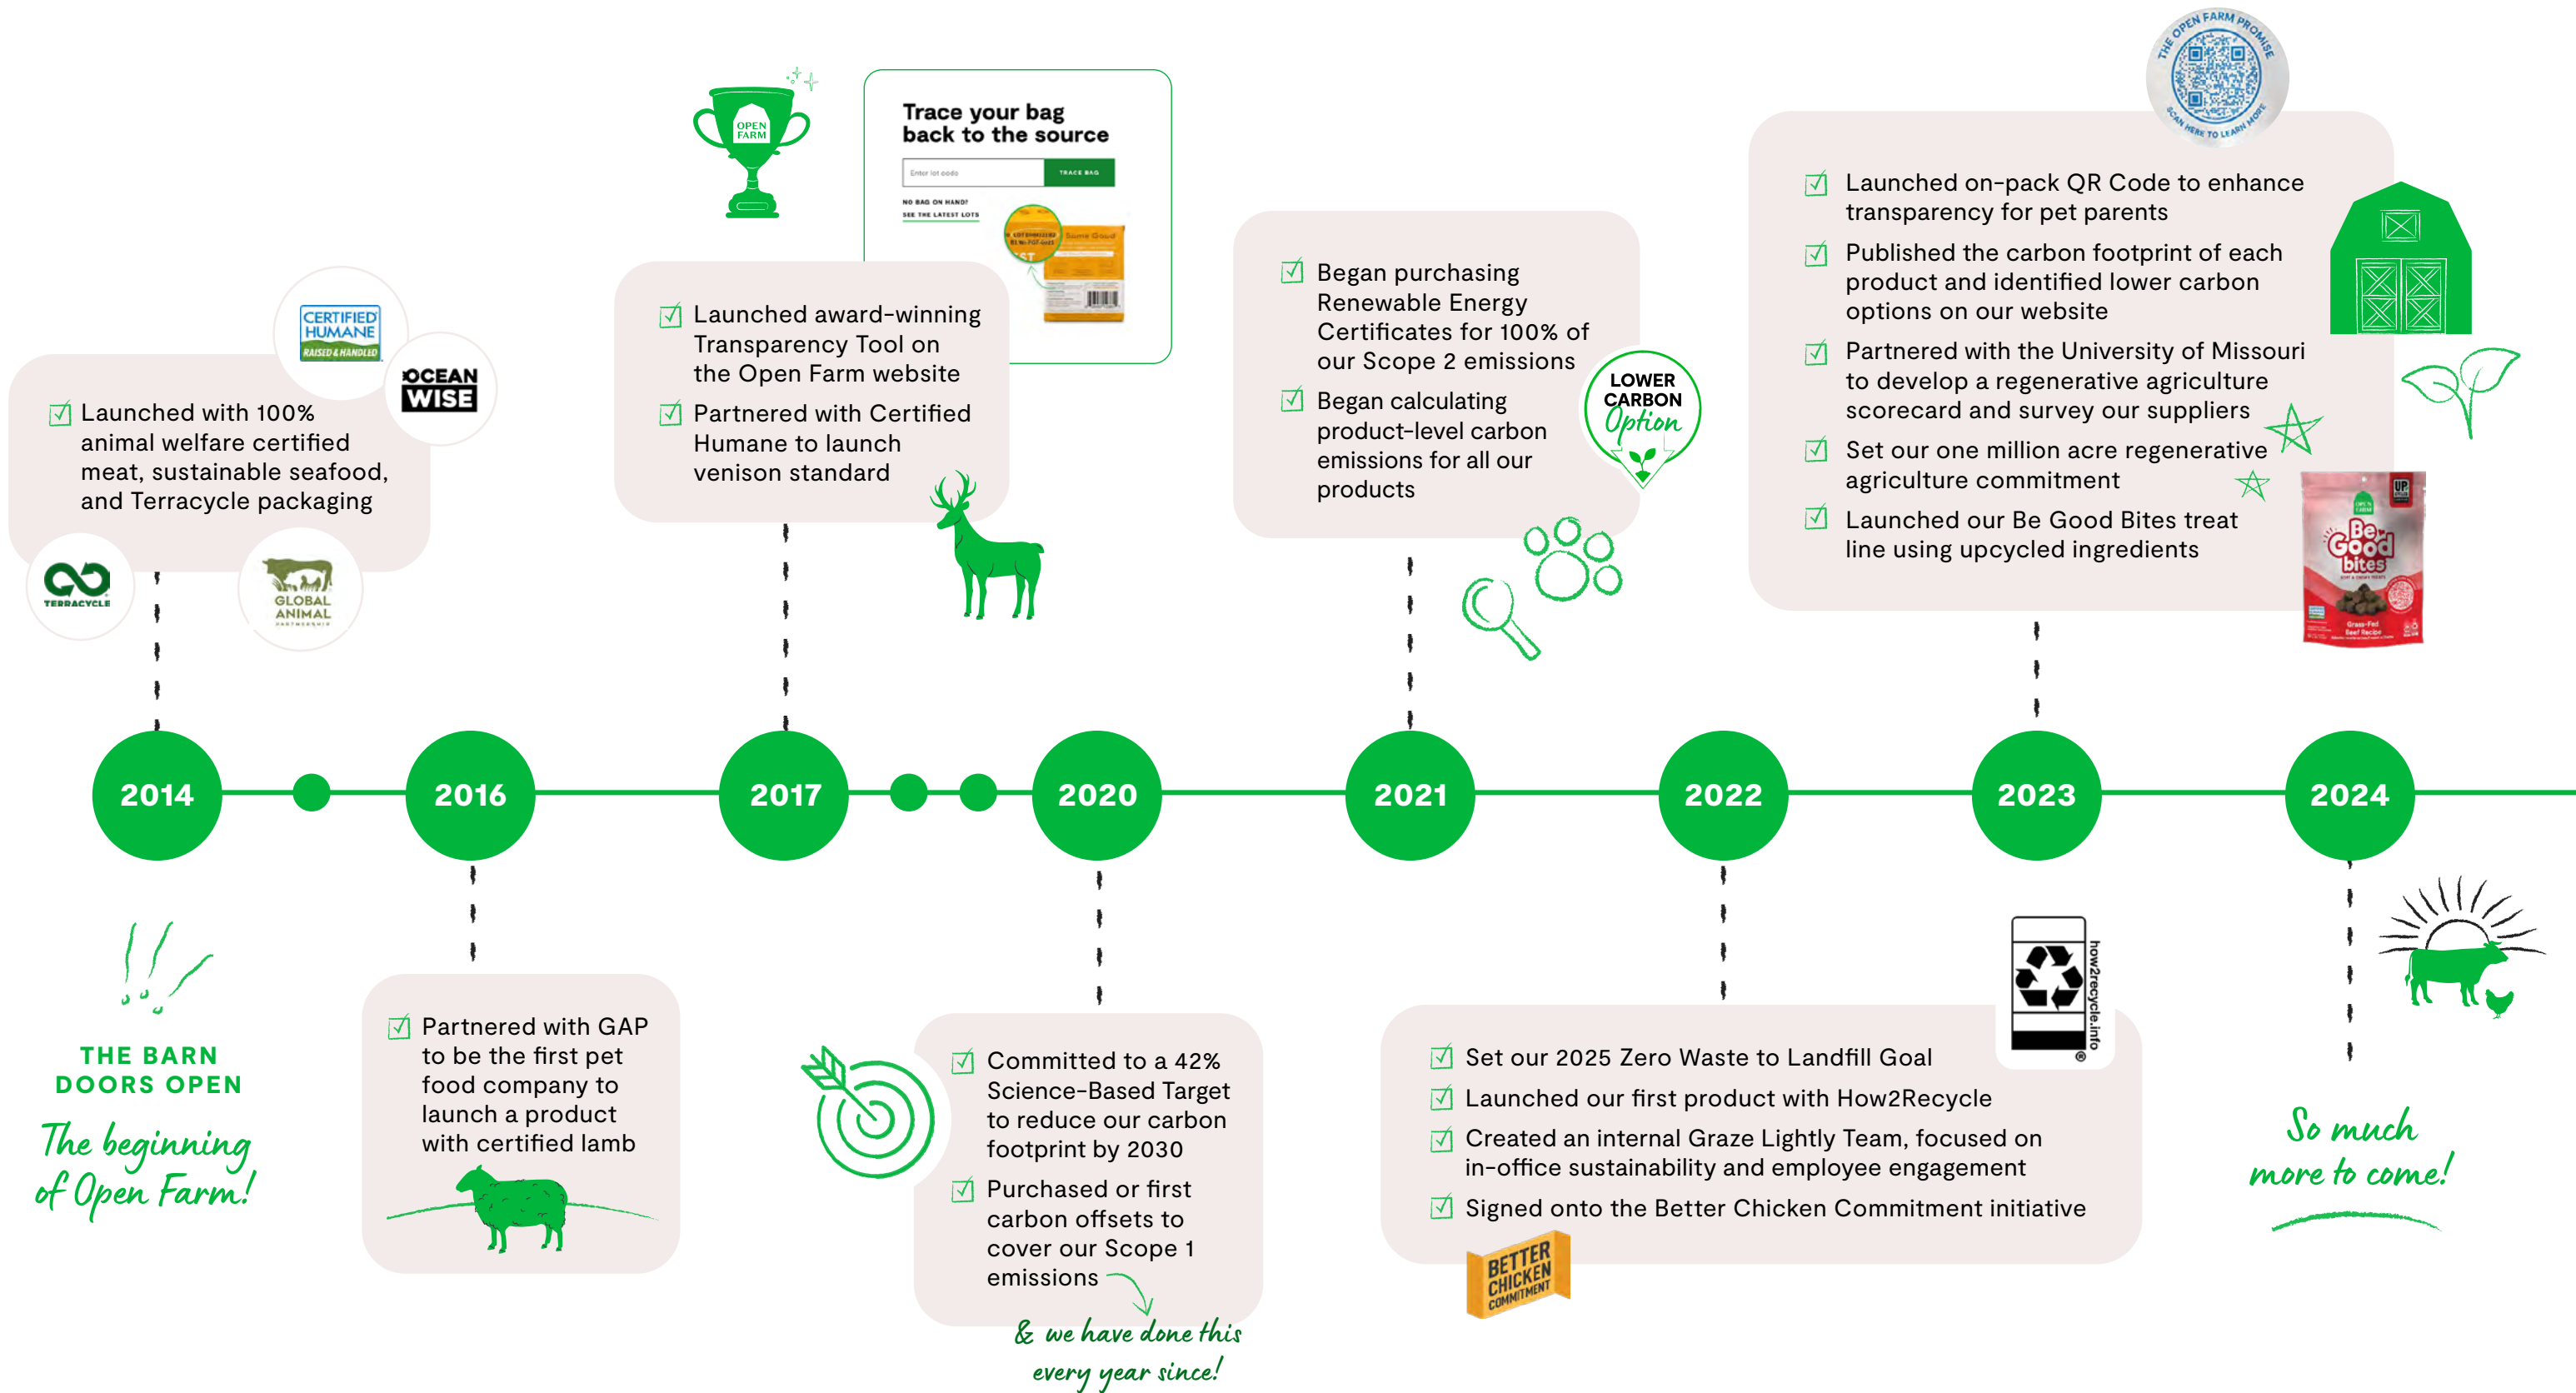 THE OPEN FARM PROMISE
SCAN HERE TO LEARN MORE
OPEN
FARM
Trace your bag
back to the source
Enter lot code
TRACE BAG
NO BAG ON HAND?
SEE THE LATEST LOTS
CERTIFIED
HUMANE
RAISED & HANDLED
OCEAN
WISE
Launched with 100%
animal welfare certified
meat, sustainable seafood,
and Terracycle packaging
TERRACYCLE
GLOBAL
ANIMAL
PARTNERSHIP
Launched award-winning
Transparency Tool on
the Open Farm website
Partnered with Certified
Humane to launch
venison standard
Began purchasing
Renewable Energy
Certificates for 100% of
our Scope 2 emissions
Began calculating
product-level carbon
emissions for all our
products
LOWER
CARBON
Option
Launched on-pack QR Code to enhance
transparency for pet parents
Published the carbon footprint of each
product and identified lower carbon
options on our website
Partnered with the University of Missouri
to develop a regenerative agriculture
scorecard and survey our suppliers
Set our one million acre regenerative
agriculture commitment
Launched our Be Good Bites treat
line using upcycled ingredients
UP
OPEN
FARM
Be
Good
bites
Grass-Fed
Beef Recipe
2014
2016
2017
2020
2021
2022
2023
2024
THE BARN
DOORS OPEN
The beginning
of Open Farm!
Partnered with GAP
to be the first pet
food company to
launch a product
with certified lamb
Committed to a 42%
Science-Based Target
to reduce our carbon
footprint by 2030
Purchased or first
carbon offsets to
cover our Scope 1
emissions
& we have done this
every year since!
how2recycle.info
Set our 2025 Zero Waste to Landfill Goal
Launched our first product with How2Recycle
Created an internal Graze Lightly Team, focused on
in-office sustainability and employee engagement
Signed onto the Better Chicken Commitment initiative
BETTER
CHICKEN
COMMITMENT
So much
more to come!